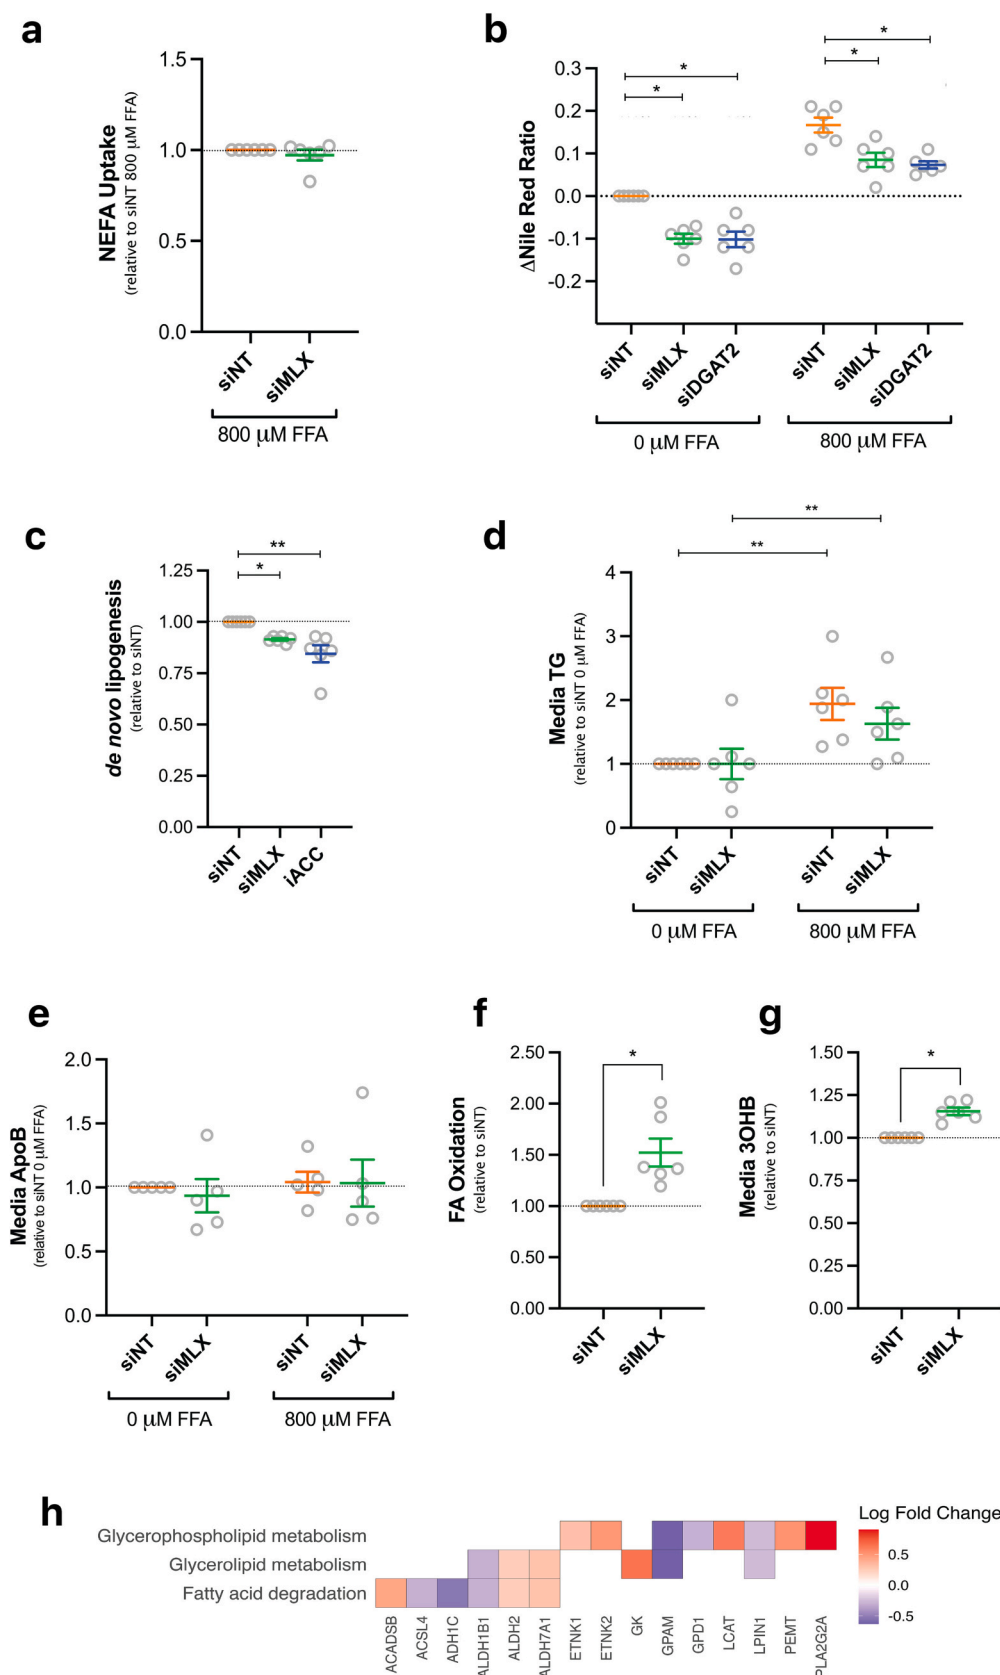 a
1.5
1.0
0.5
0.0
NEFA Uptake
(relative to siNT 800 µM FFA)
siNT
siMLX
800 µM FFA
b
0.3
0.2
0.1
0.0
-0.1
-0.2
ΔNile Red Ratio
*
*
*
*
siNT
siMLX
siDGAT2
siNT
siMLX
siDGAT2
0 µM FFA
800 µM FFA
c
1.25
1.00
0.75
0.50
0.25
0.00
de novo lipogenesis
(relative to siNT)
**
*
siNT
siMLX
iACC
d
4
3
2
1
0
Media TG
(relative to siNT 0 µM FFA)
**
**
siNT
siMLX
siNT
siMLX
0 µM FFA
800 µM FFA
e
2.0
1.5
1.0
0.5
0.0
Media ApoB
(relative to siNT 0 µM FFA)
siNT
siMLX
siNT
siMLX
0 µM FFA
800 µM FFA
f
2.50
2.00
1.50
1.00
0.50
0.00
FA Oxidation
(relative to siNT)
*
siNT
siMLX
g
1.50
1.25
1.00
0.75
0.50
0.25
0.00
Media 3OHB
(relative to siNT)
*
siNT
siMLX
h
Glycerophospholipid metabolism
Glycerolipid metabolism
Fatty acid degradation
ACADSB
ACSL4
ADH1C
ALDH1B1
ALDH2
ALDH7A1
ETNK1
ETNK2
GK
GPAM
GPD1
LCAT
LPIN1
PEMT
PLA2G2A
Log Fold Change
0.5
0.0
-0.5